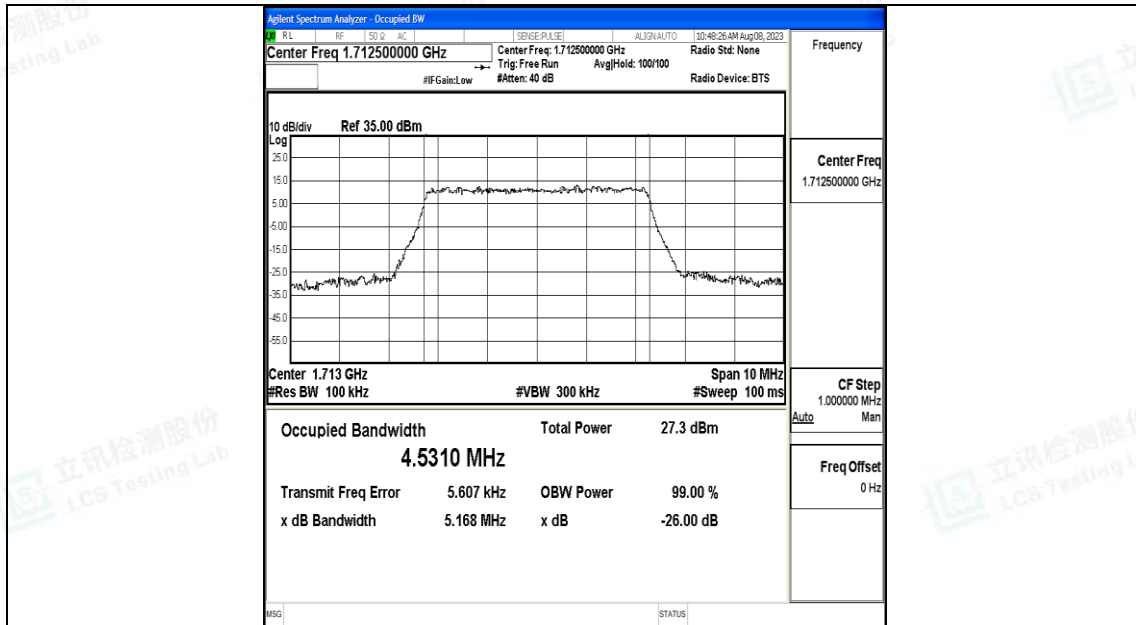 Agilent Spectrum Analyzer - Occupied BW
LXI RL RF 50 Ω AC SENSE:PULSE ALIGN AUTO 10:48:26 AM Aug 08, 2023
Center Freq 1.712500000 GHz
Center Freq: 1.712500000 GHz Radio Std: None
Trig: Free Run Avg|Hold: 100/100
#IFGain:Low #Atten: 40 dB Radio Device: BTS
Frequency
10 dB/div Ref 35.00 dBm
Log
25.0
15.0
5.00
-5.00
-15.0
-25.0
-35.0
-45.0
-55.0
Center Freq
1.712500000 GHz
Center 1.713 GHz Span 10 MHz
#Res BW 100 kHz #VBW 300 kHz #Sweep 100 ms
CF Step
1.000000 MHz
Auto Man
Occupied Bandwidth Total Power 27.3 dBm
4.5310 MHz
Transmit Freq Error 5.607 kHz OBW Power 99.00 %
x dB Bandwidth 5.168 MHz x dB -26.00 dB
Freq Offset
0 Hz
MSG STATUS
立讯检测股份
LCS Testing Lab